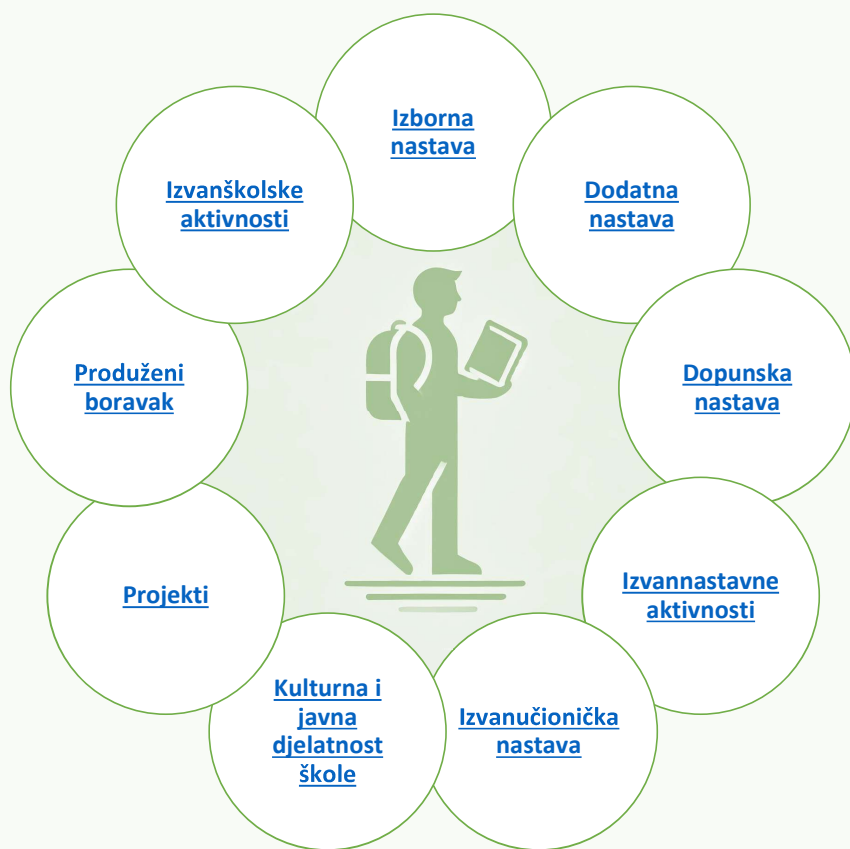 Izborna
nastava
Dodatna
nastava
Dopunska
nastava
Izvannastavne
aktivnosti
Izvanučionička
nastava
Kulturna i
javna
djelatnost
škole
Projekti
Produženi
boravak
Izvanškolske
aktivnosti